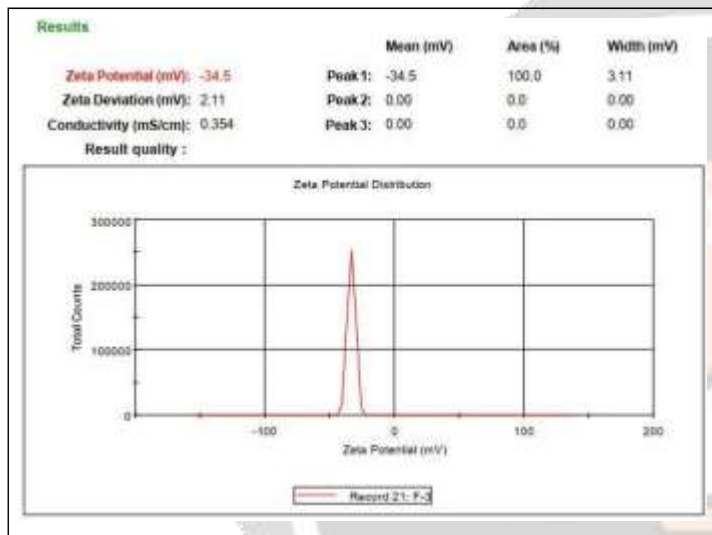 Results
Mean (mV) Area (%) Width (mV)
Zeta Potential (mV): -34.5 Peak 1: -34.5 100.0 3.11
Zeta Deviation (mV): 2.11 Peak 2: 0.00 0.0 0.00
Conductivity (mS/cm): 0.354 Peak 3: 0.00 0.0 0.00
Result quality :
Zeta Potential Distribution
300000
200000
100000
0
Total Counts
-100 0 100 200
Zeta Potential (mV)
Record 21: F-3